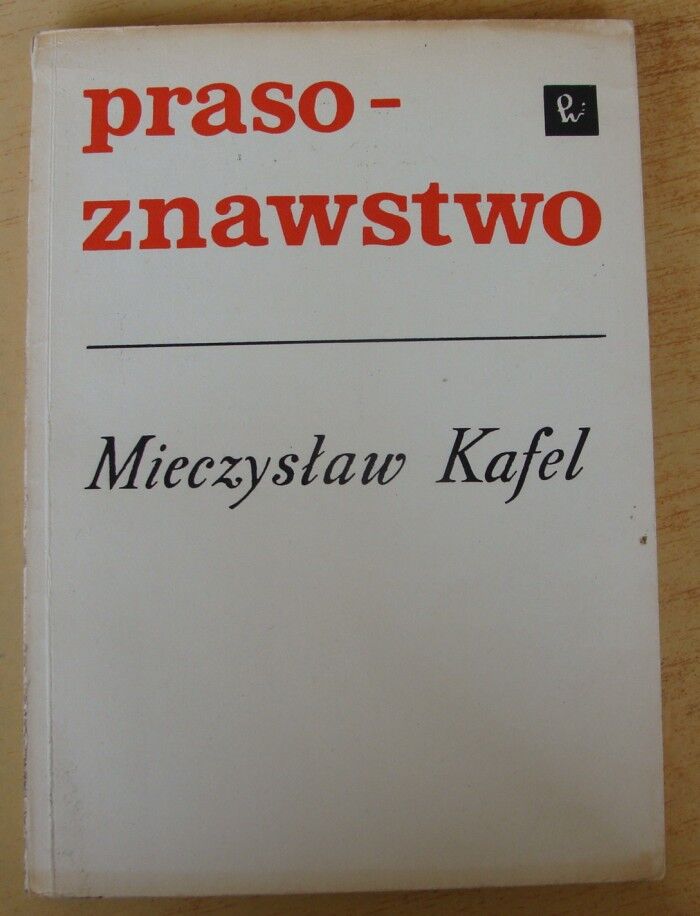 praso-
znawstwo
Mieczysław Kafel